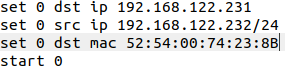 set 0 dst ip 192.168.122.231
set 0 src ip 192.168.122.232/24
set 0 dst mac 52:54:00:74:23:8B
start 0